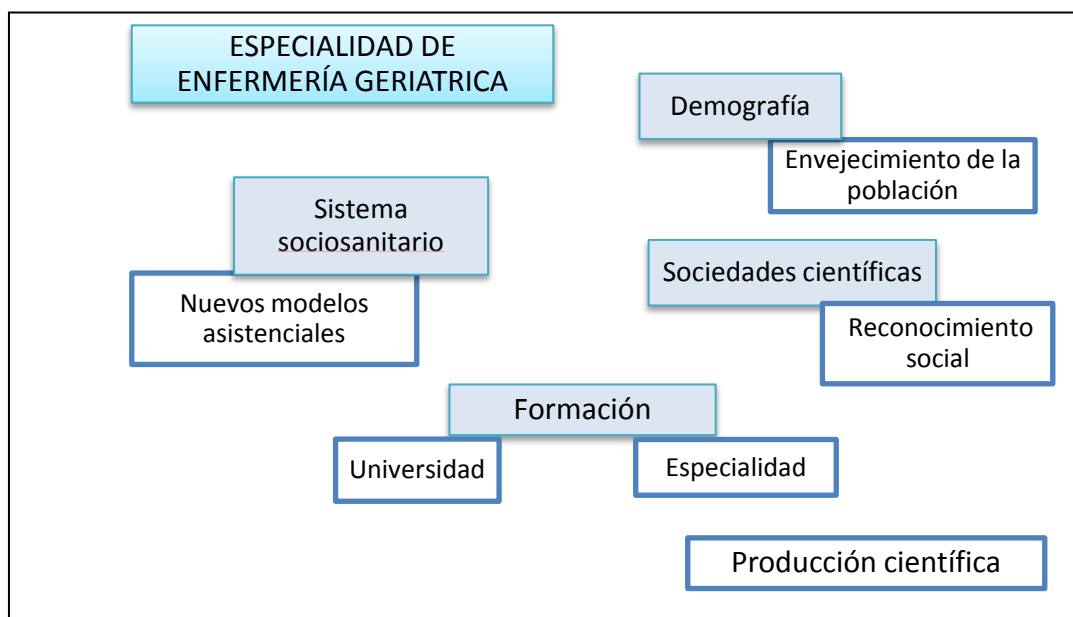 ESPECIALIDAD DE
ENFERMERÍA GERIATRICA
Demografía
Envejecimiento de la
población
Sistema
sociosanitario
Nuevos modelos
asistenciales
Sociedades científicas
Reconocimiento
social
Formación
Universidad
Especialidad
Producción científica